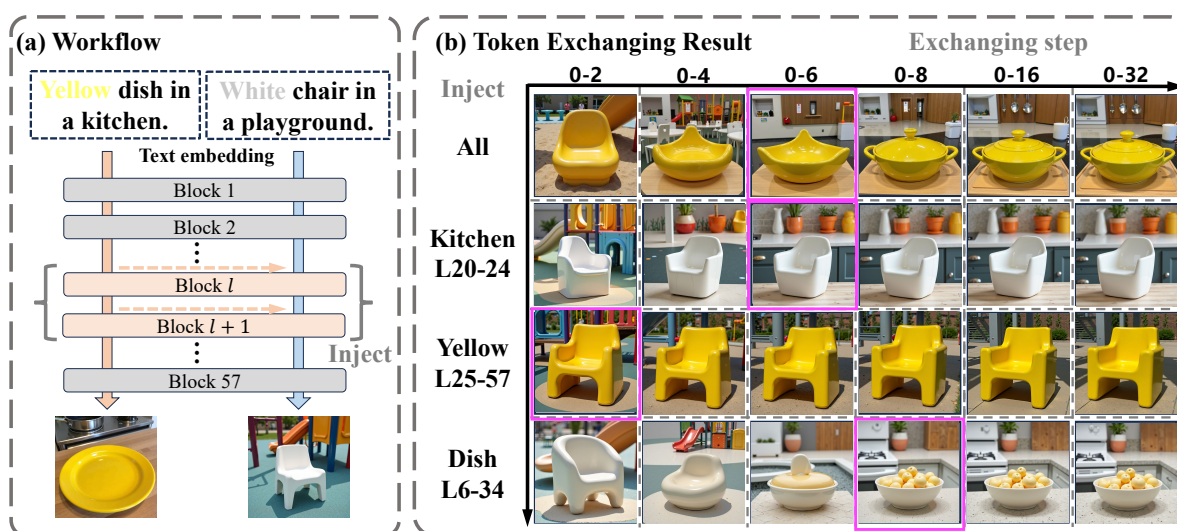 (a) Workflow
Yellow dish in
a kitchen.
White chair in
a playground.
Text embedding
Block 1
Block 2
Block l
Block l + 1
Inject
Block 57
(b) Token Exchanging Result
Exchanging step
Inject
0-2 0-4 0-6 0-8 0-16 0-32
All
Kitchen
L20-24
Yellow
L25-57
Dish
L6-34